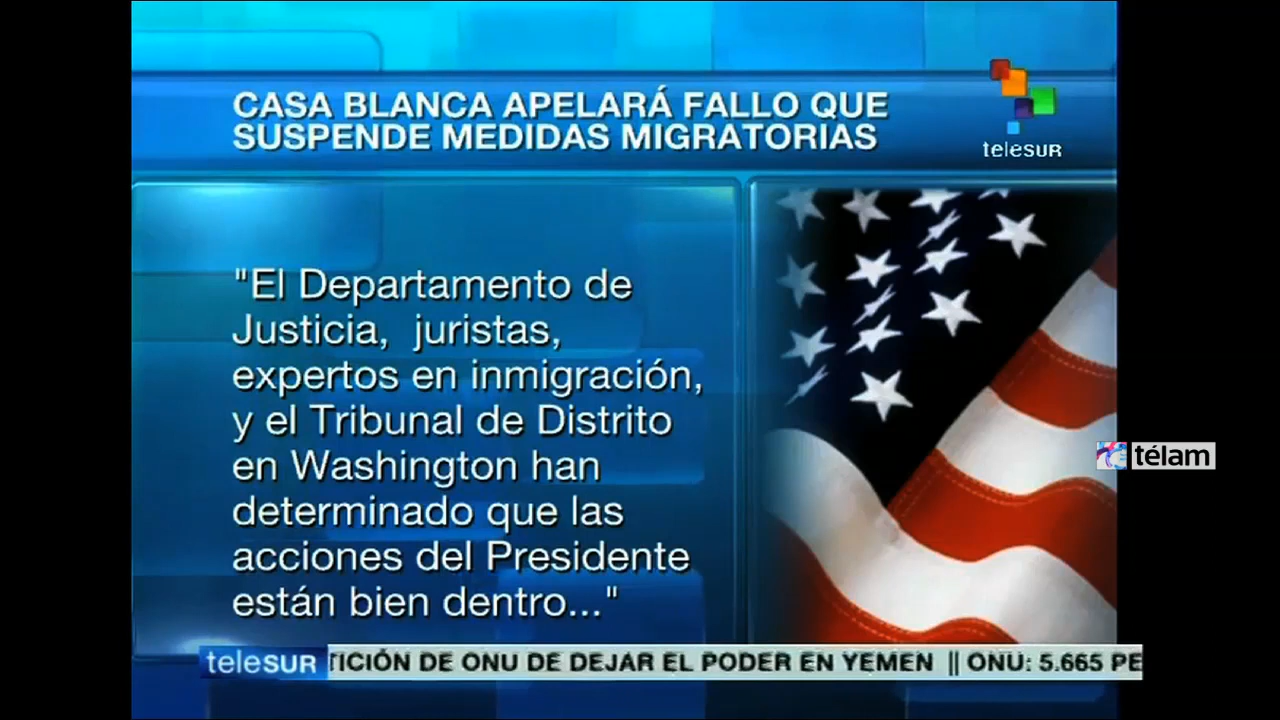 CASA BLANCA APELARÁ FALLO QUE
SUSPENDE MEDIDAS MIGRATORIAS
telesUR
"El Departamento de
Justicia, juristas,
expertos en inmigración,
y el Tribunal de Distrito
en Washington han
determinado que las
acciones del Presidente
están bien dentro..."
télam
telesUR
TICIÓN DE ONU DE DEJAR EL PODER EN YEMEN || ONU: 5.665 PE